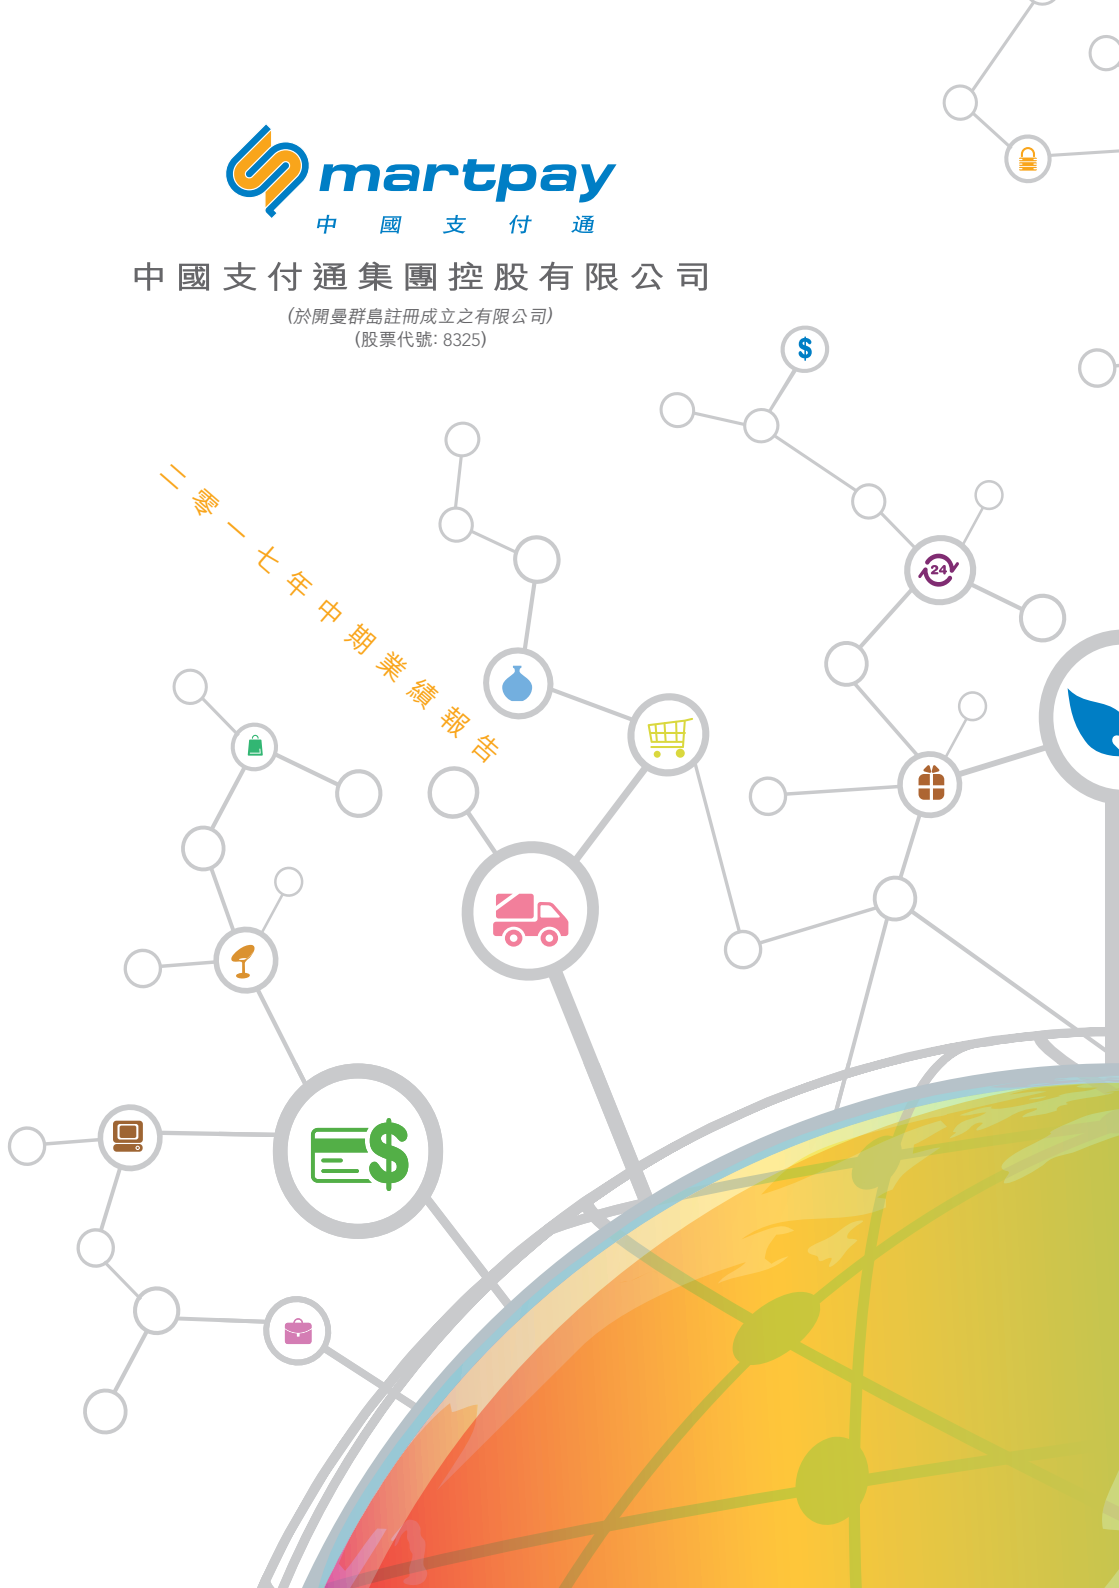 martpay
中國支付通
中國支付通集團控股有限公司
(於開曼群島註冊成立之有限公司)
(股票代號: 8325)
$
24
二零一七年中期業績報告
$